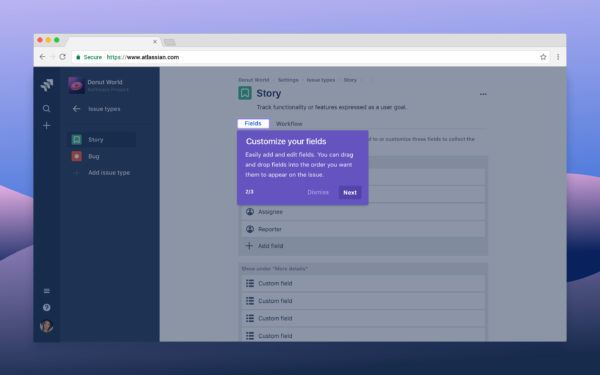 Secure https://www.atlassian.com
Donut World
Software Project
Issue types
Story
Bug
Add issue type
Donut World / Settings / Issue types / Story /
Story
Track functionality or features expressed as a user goal.
Fields Workflow
ed to or customize these fields to collect the
Customize your fields
Easily add and edit fields. You can drag
and drop fields into the order you want
them to appear on the issue.
2/3 Dismiss Next
Assignee
Reporter
Add field
Show under "More details"
Custom field
Custom field
Custom field
Custom field